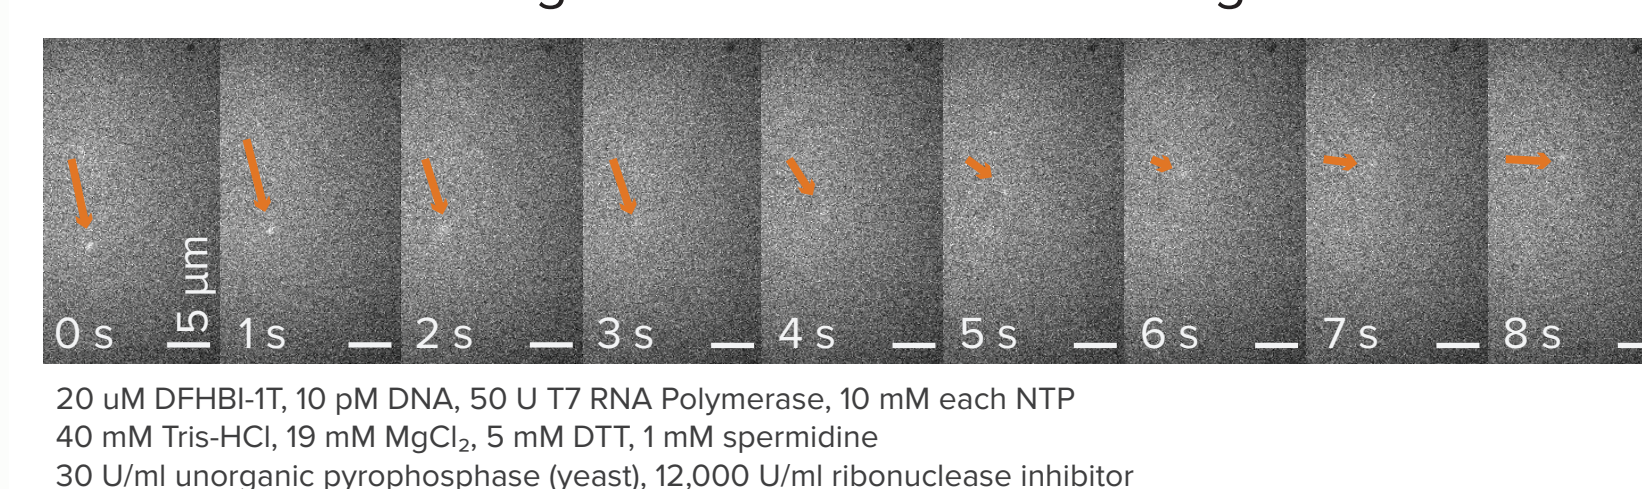 0 s 1 s 2 s 3 s 4 s 5 s 6 s 7 s 8 s
15 µm
20 uM DFHBI-1T, 10 pM DNA, 50 U T7 RNA Polymerase, 10 mM each NTP
40 mM Tris-HCl, 19 mM MgCl₂, 5 mM DTT, 1 mM spermidine
30 U/ml unorganic pyrophosphase (yeast), 12,000 U/ml ribonuclease inhibitor